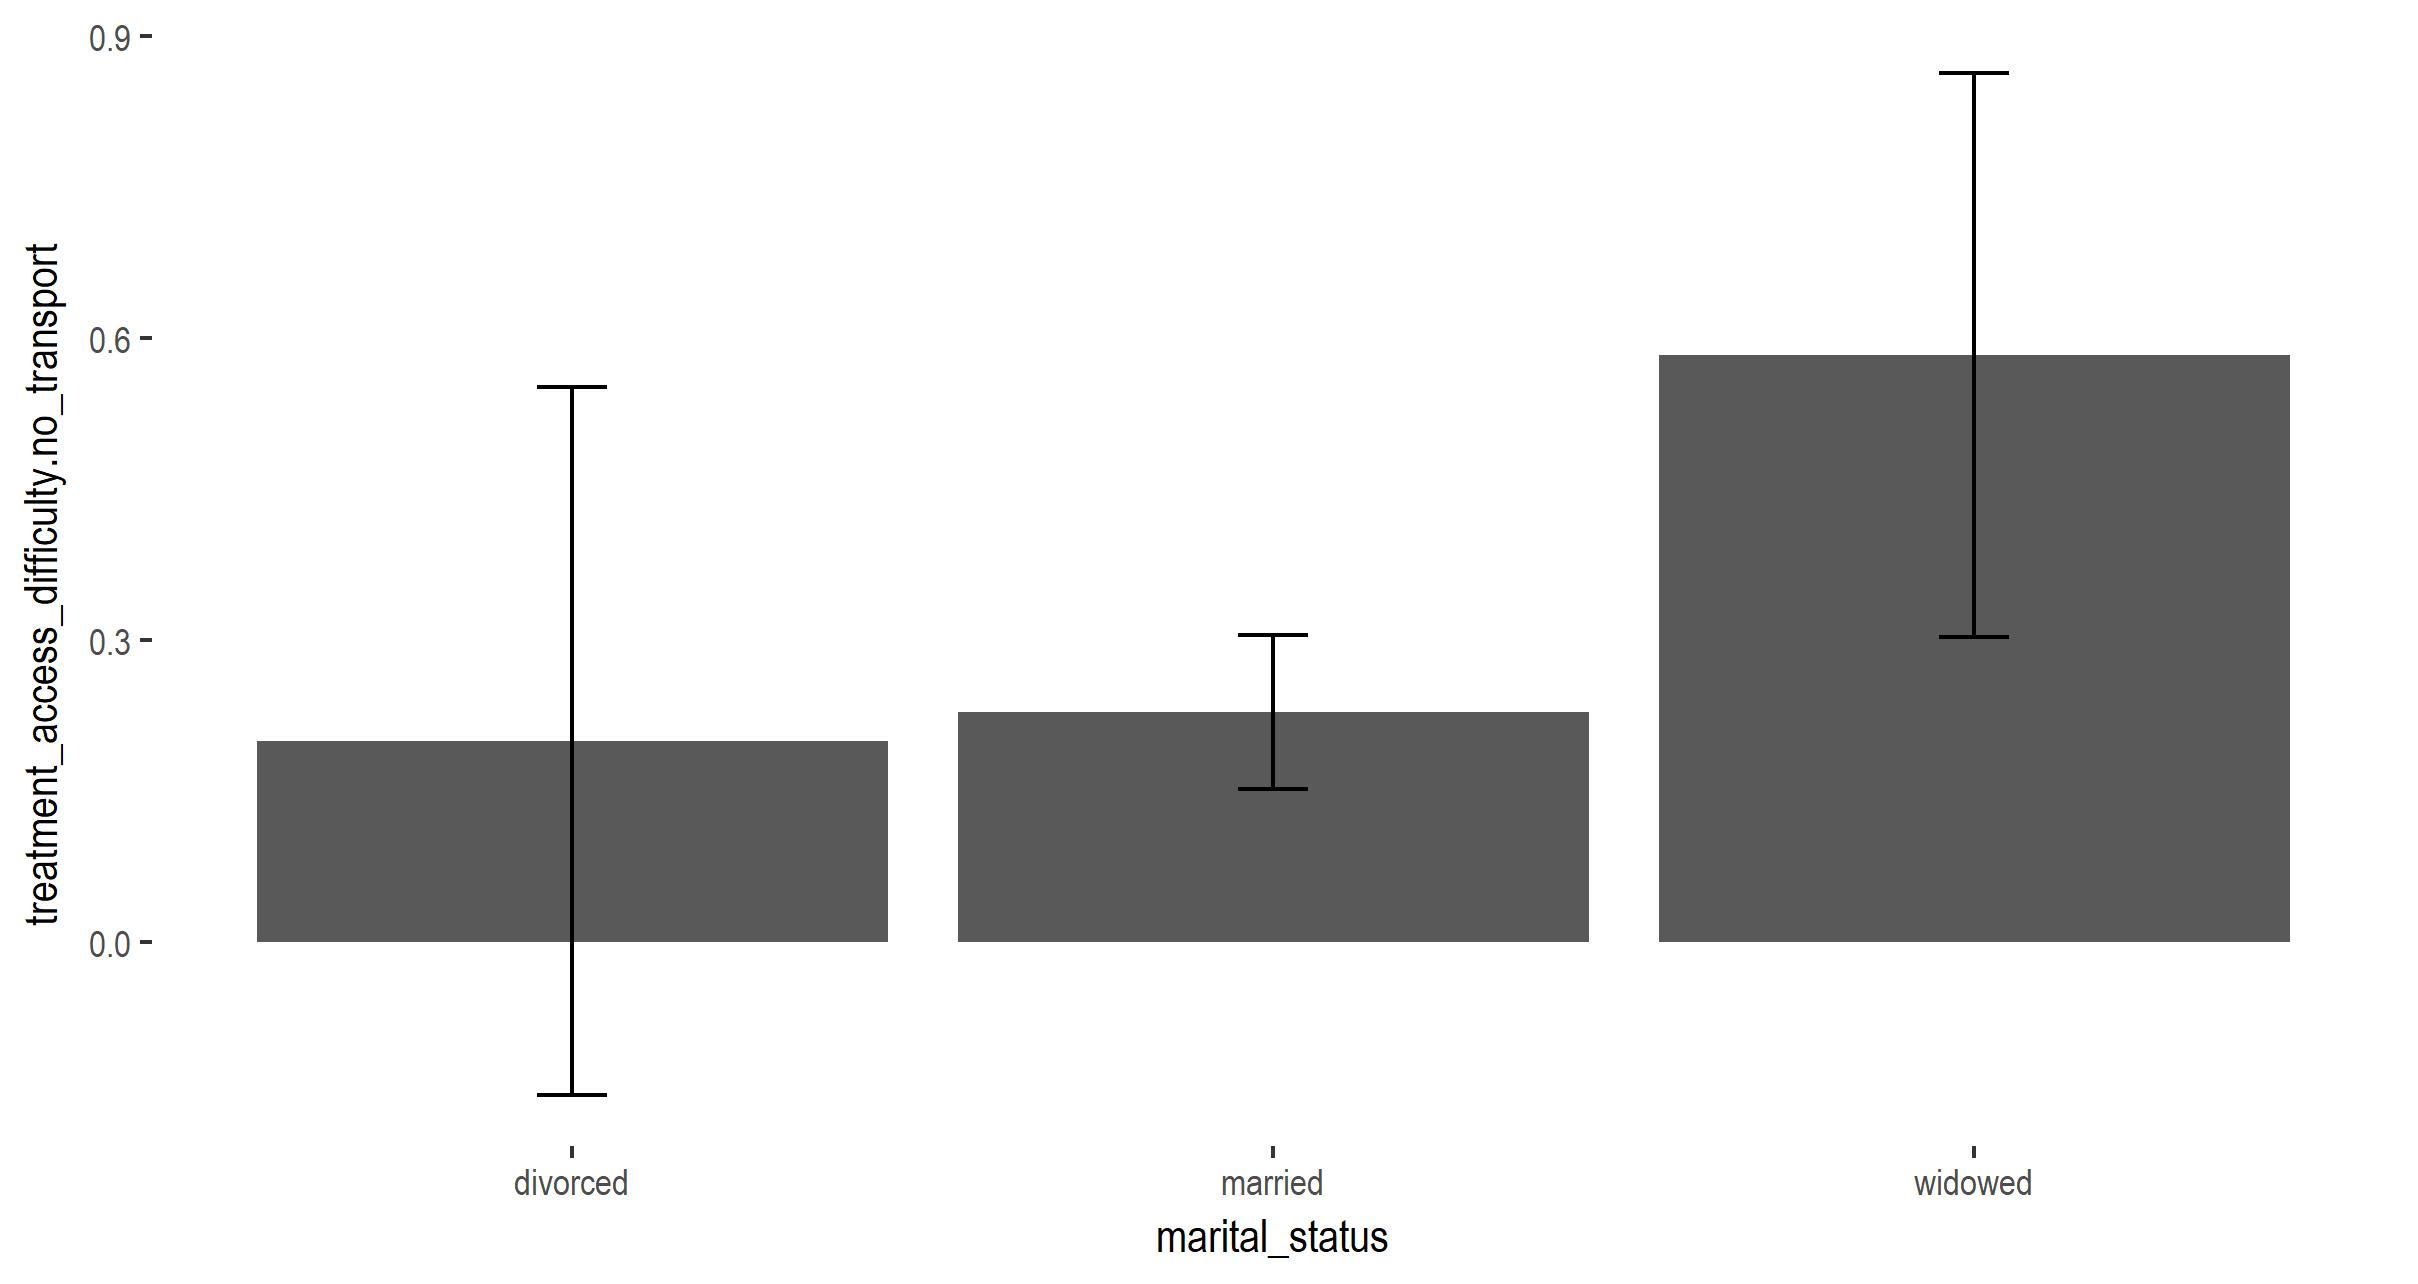 treatment_access_difficulty.no_transport
0.9
0.6
0.3
0.0
divorced
married
widowed
marital_status